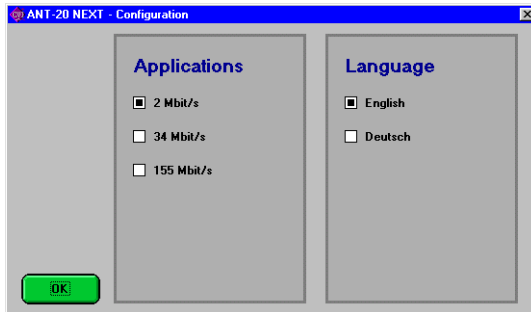 ANT-20 NEXT - Configuration
Applications
2 Mbit/s
34 Mbit/s
155 Mbit/s
Language
English
Deutsch
OK